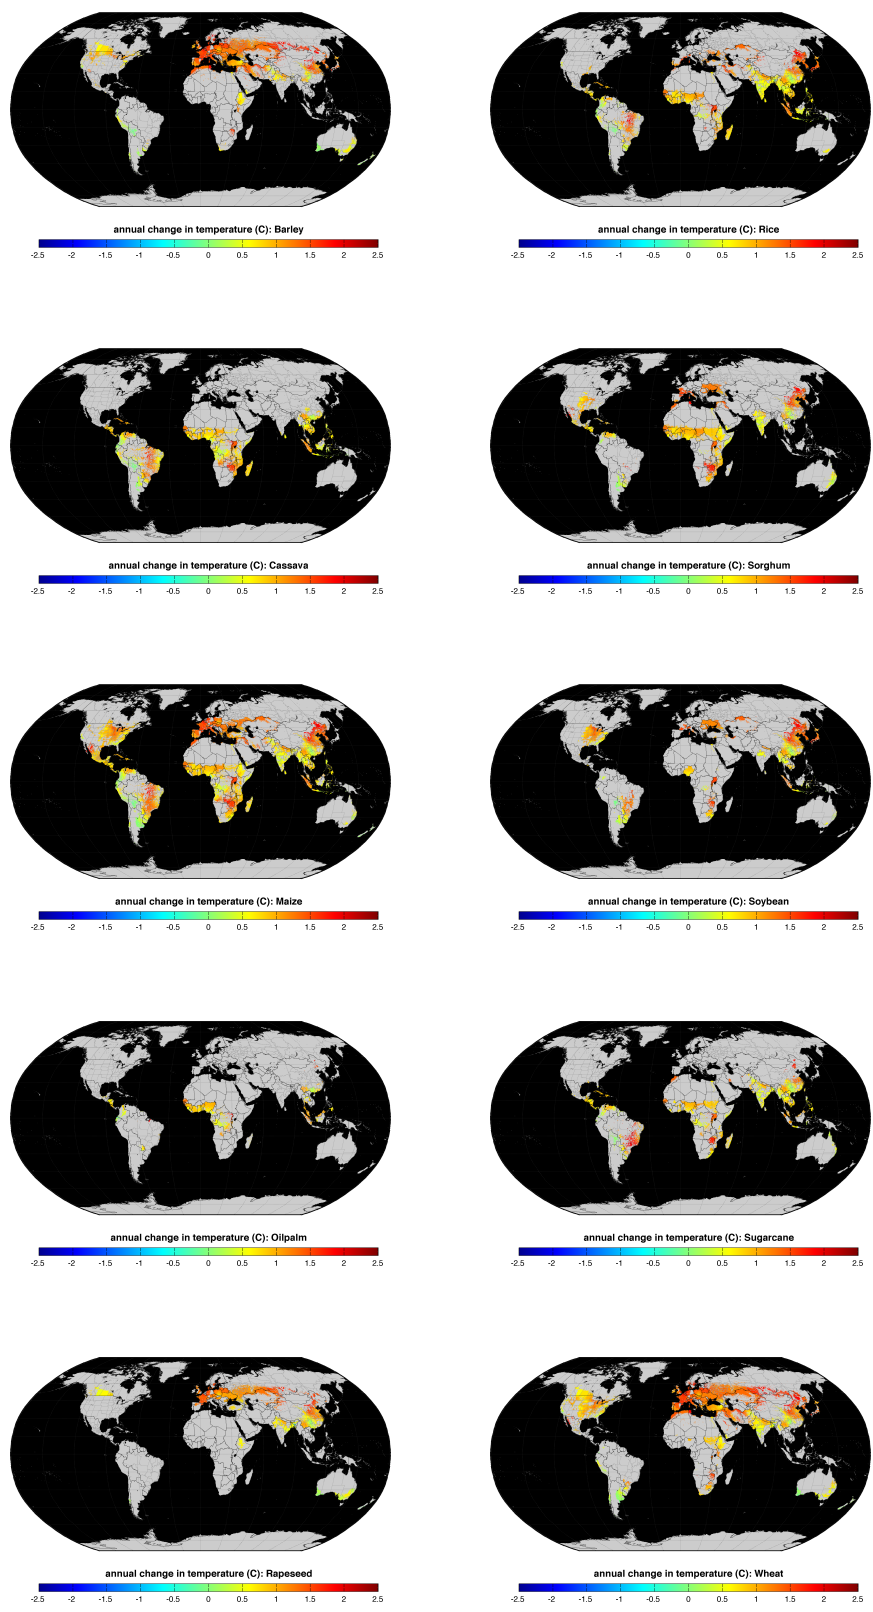 annual change in temperature (C): Barley
-2.5 -2 -1.5 -1 -0.5 0 0.5 1 1.5 2 2.5
annual change in temperature (C): Rice
-2.5 -2 -1.5 -1 -0.5 0 0.5 1 1.5 2 2.5
annual change in temperature (C): Cassava
-2.5 -2 -1.5 -1 -0.5 0 0.5 1 1.5 2 2.5
annual change in temperature (C): Sorghum
-2.5 -2 -1.5 -1 -0.5 0 0.5 1 1.5 2 2.5
annual change in temperature (C): Maize
-2.5 -2 -1.5 -1 -0.5 0 0.5 1 1.5 2 2.5
annual change in temperature (C): Soybean
-2.5 -2 -1.5 -1 -0.5 0 0.5 1 1.5 2 2.5
annual change in temperature (C): Oilpalm
-2.5 -2 -1.5 -1 -0.5 0 0.5 1 1.5 2 2.5
annual change in temperature (C): Sugarcane
-2.5 -2 -1.5 -1 -0.5 0 0.5 1 1.5 2 2.5
annual change in temperature (C): Rapeseed
-2.5 -2 -1.5 -1 -0.5 0 0.5 1 1.5 2 2.5
annual change in temperature (C): Wheat
-2.5 -2 -1.5 -1 -0.5 0 0.5 1 1.5 2 2.5